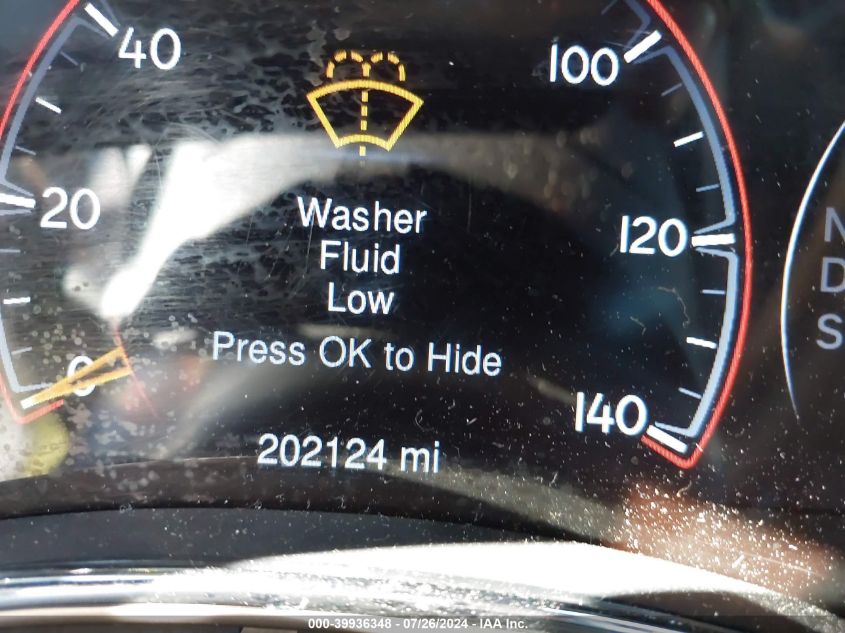 40
100
20
Washer
Fluid
Low
120
Press OK to Hide
0
140
202124 mi
N
D
S
000-39936348 - 07/26/2024 - IAA Inc.